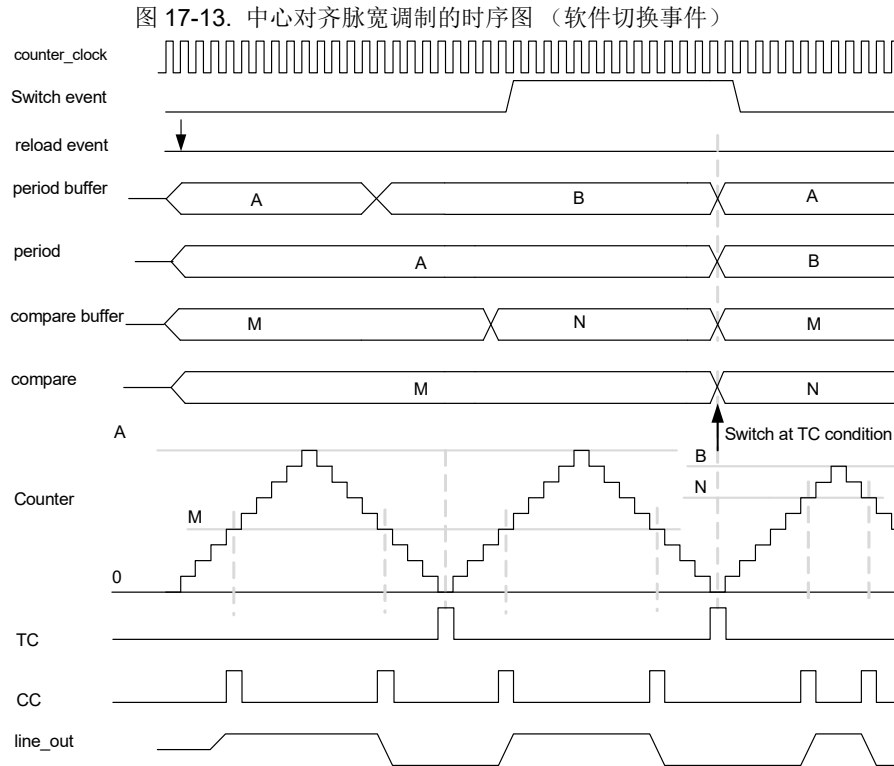 图 17-13. 中心对齐脉宽调制的时序图 （软件切换事件）
counter_clock
Switch event
reload event
period buffer
A
B
A
period
A
B
compare buffer
M
N
M
compare
M
N
Switch at TC condition
A
B
N
Counter
M
0
TC
CC
line_out